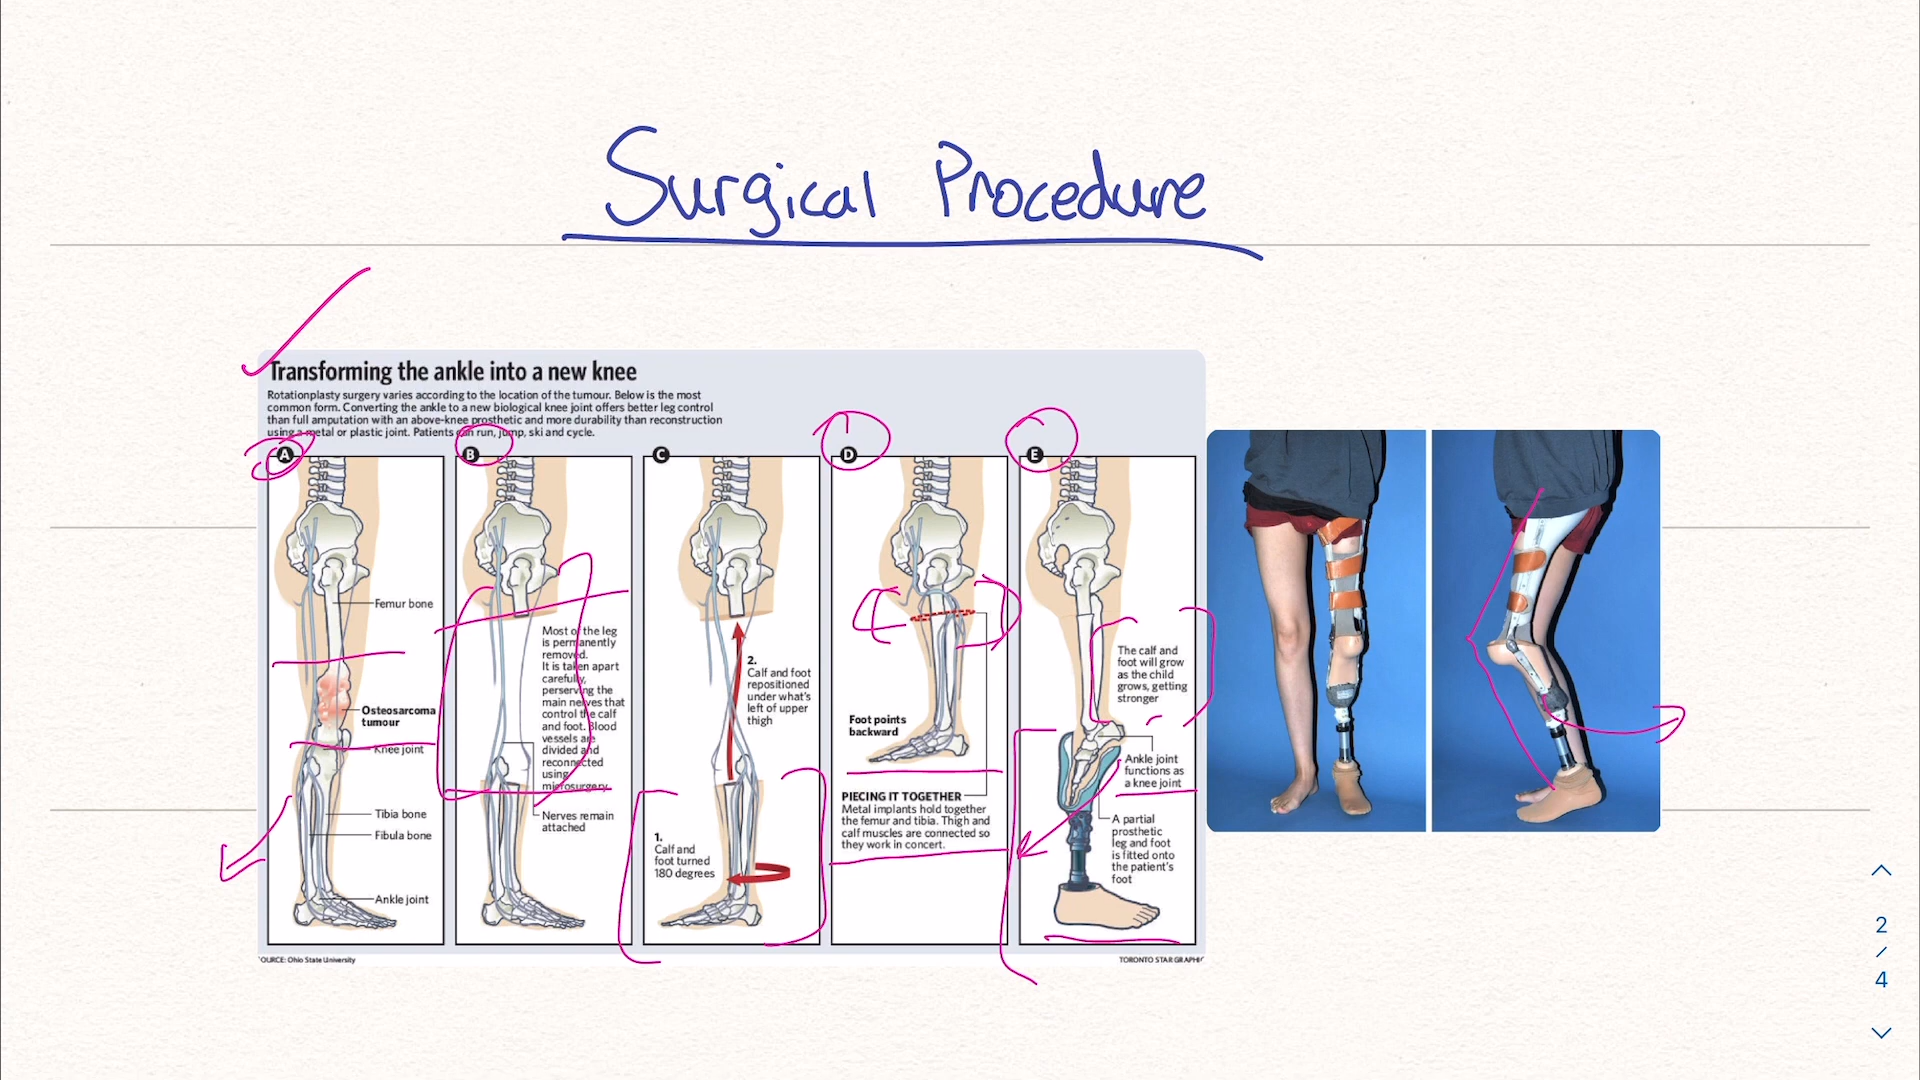 Surgical Procedure
Transforming the ankle into a new knee
Rotationplasty surgery varies according to the location of the tumour. Below is the most
common form. Converting the ankle to a new biological knee joint offers better leg control
than full amputation with an above-knee prosthetic and more durability than reconstruction
using a metal or plastic joint. Patients can run, jump, ski and cycle.
A
Femur bone
Osteosarcoma
tumour
Knee joint
Tibia bone
Fibula bone
Ankle joint
B
Most of the leg
is permanently
removed.
It is taken apart
carefully,
perserving the
main nerves that
control the calf
and foot. Blood
vessels are
divided and
reconnected
using
microsurgery.
Nerves remain
attached
C
2.
Calf and foot
repositioned
under what's
left of upper
thigh
1.
Calf and
foot turned
180 degrees
D
Foot points
backward
PIECING IT TOGETHER
Metal implants hold together
the femur and tibia. Thigh and
calf muscles are connected so
they work in concert.
E
The calf and
foot will grow
as the child
grows, getting
stronger
Ankle joint
functions as
a knee joint
A partial
prosthetic
leg and foot
is fitted onto
the patient's
foot
OURCE: Ohio State University
TORONTO STAR GRAPHI
2
/
4